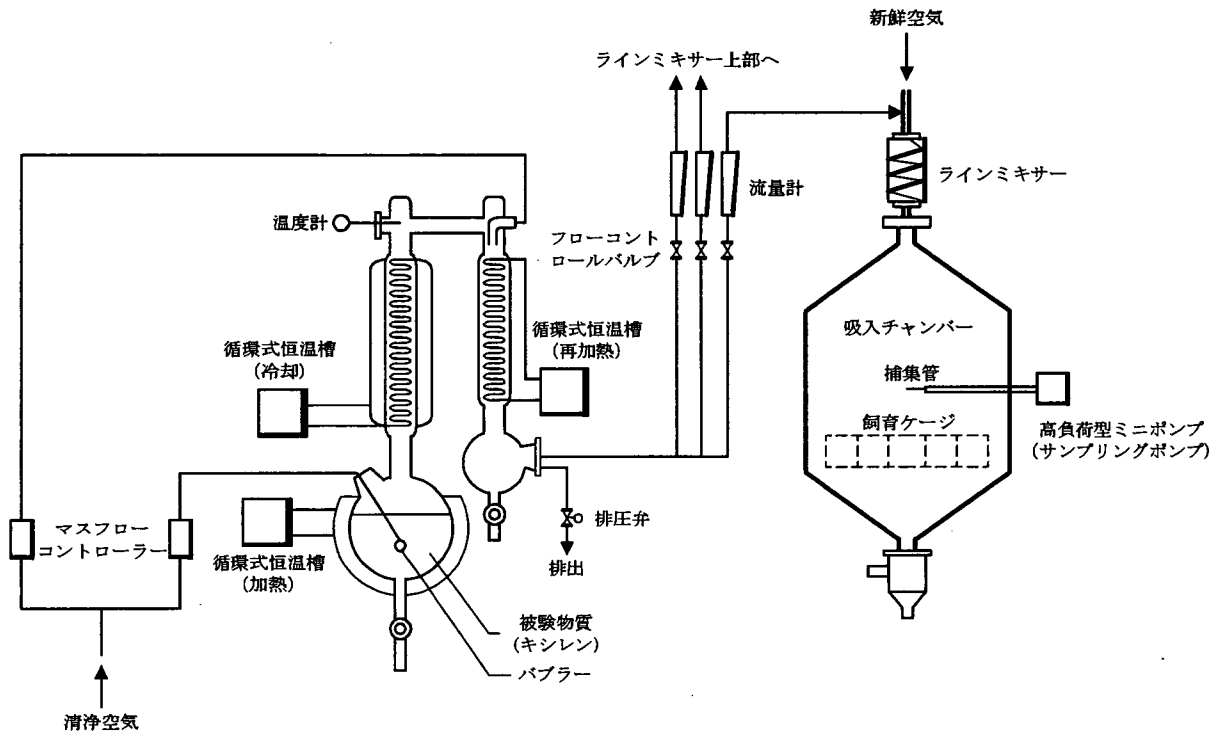 新鮮空気
ラインミキサー上部へ
ラインミキサー
流量計
温度計
フローコント
ロールバルブ
吸入チャンバー
循環式恒温槽
(再加熱)
循環式恒温槽
(冷却)
捕集管
飼育ケージ
高負荷型ミニポンプ
(サンプリングポンプ)
マスフロー
コントローラー
排圧弁
循環式恒温槽
(加熱)
排出
被験物質
(キシレン)
バブラー
清浄空気